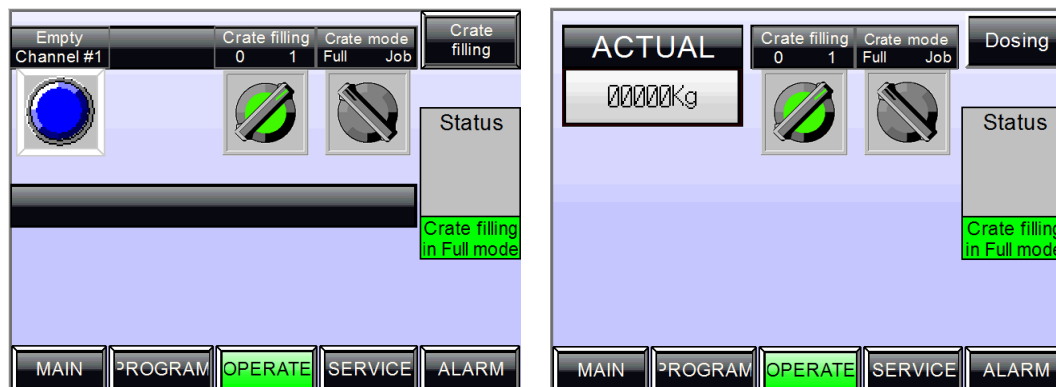 Empty
Channel #1
Crate filling
0 1
Crate mode
Full Job
Crate
filling
Status
Crate filling
in Full mode
MAIN
PROGRAM
OPERATE
SERVICE
ALARM
ACTUAL
00000Kg
Crate filling
0 1
Crate mode
Full Job
Dosing
Status
Crate filling
in Full mode
MAIN
PROGRAM
OPERATE
SERVICE
ALARM